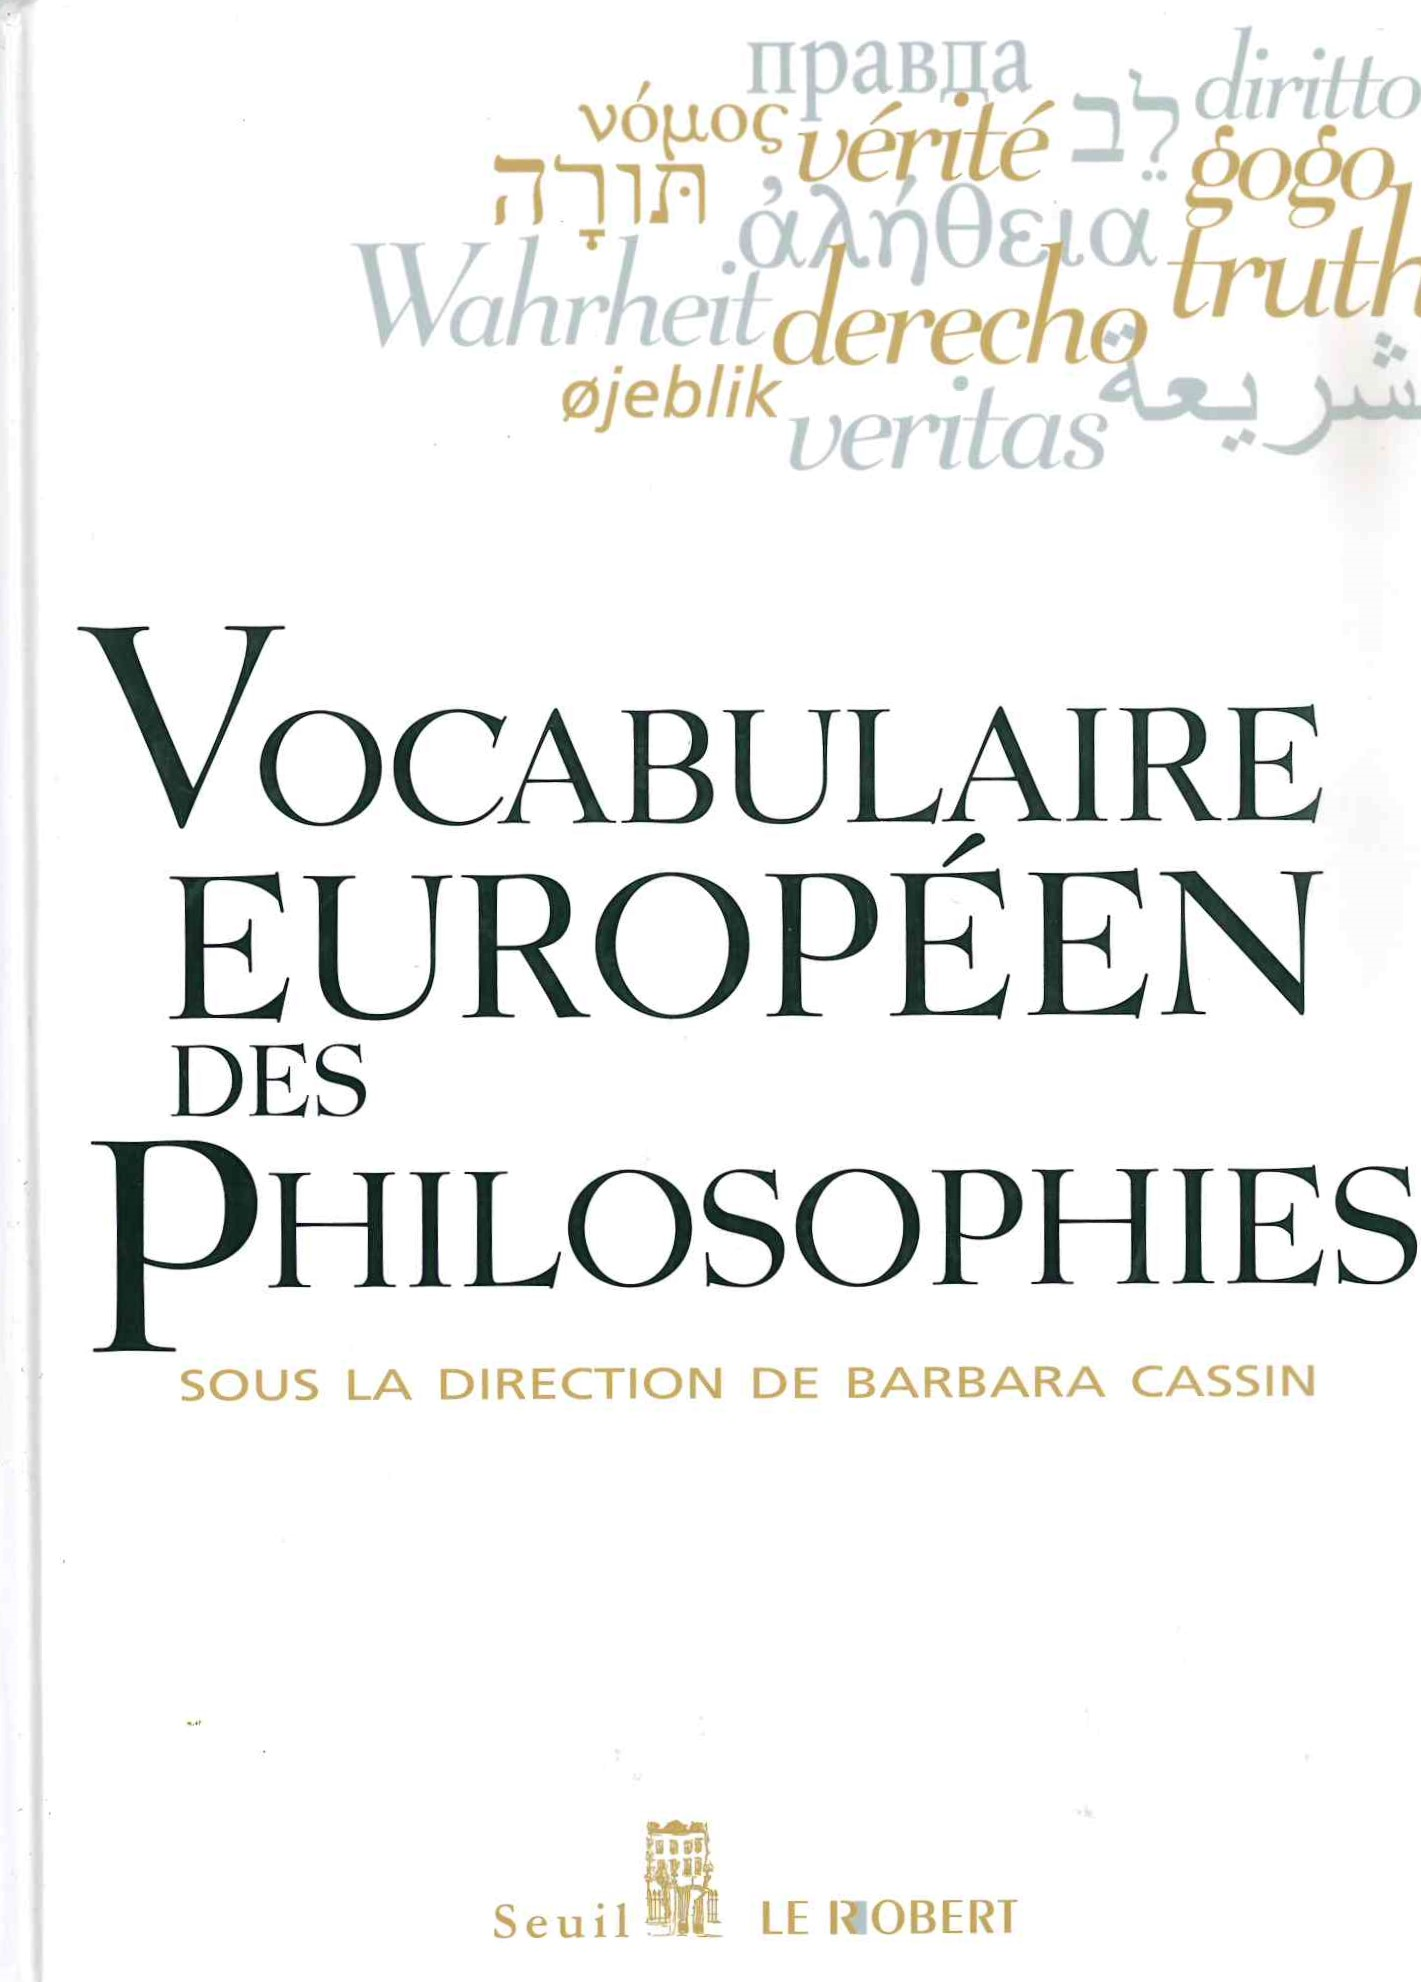 правда
diritto
νόμος vérité לֵב gogo
תּוֹרָה ἀλήθεια truth
Wahrheit derecho
øjeblik veritas شريعة
VOCABULAIRE
EUROPÉEN
DES
PHILOSOPHIES
SOUS LA DIRECTION DE BARBARA CASSIN
Seuil LE ROBERT